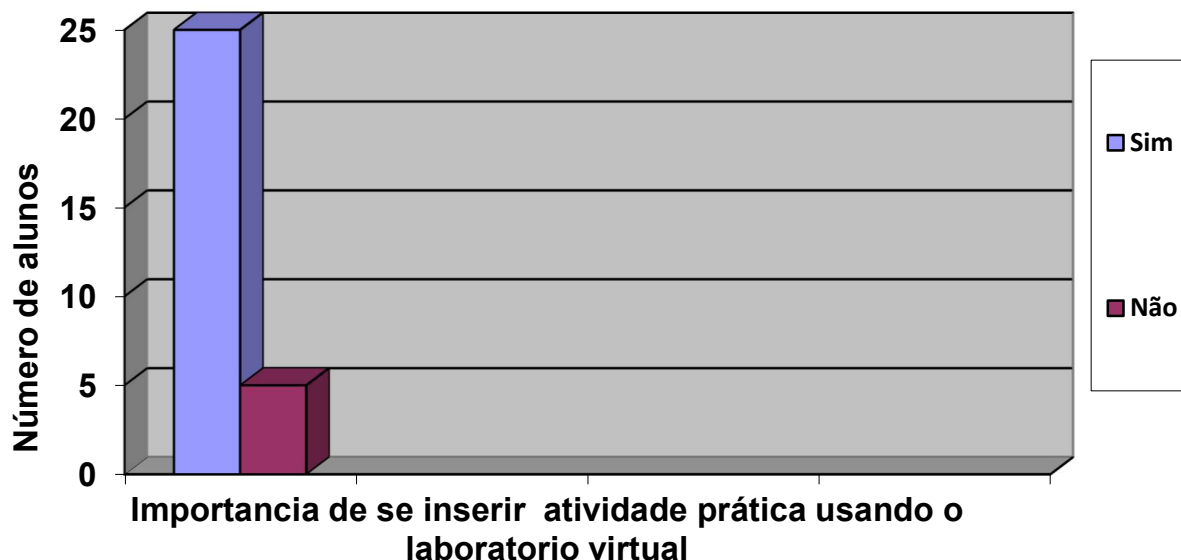 Número de alunos
25
20
15
10
5
0
Importancia de se inserir  atividade prática usando o
laboratorio virtual
Sim
Não